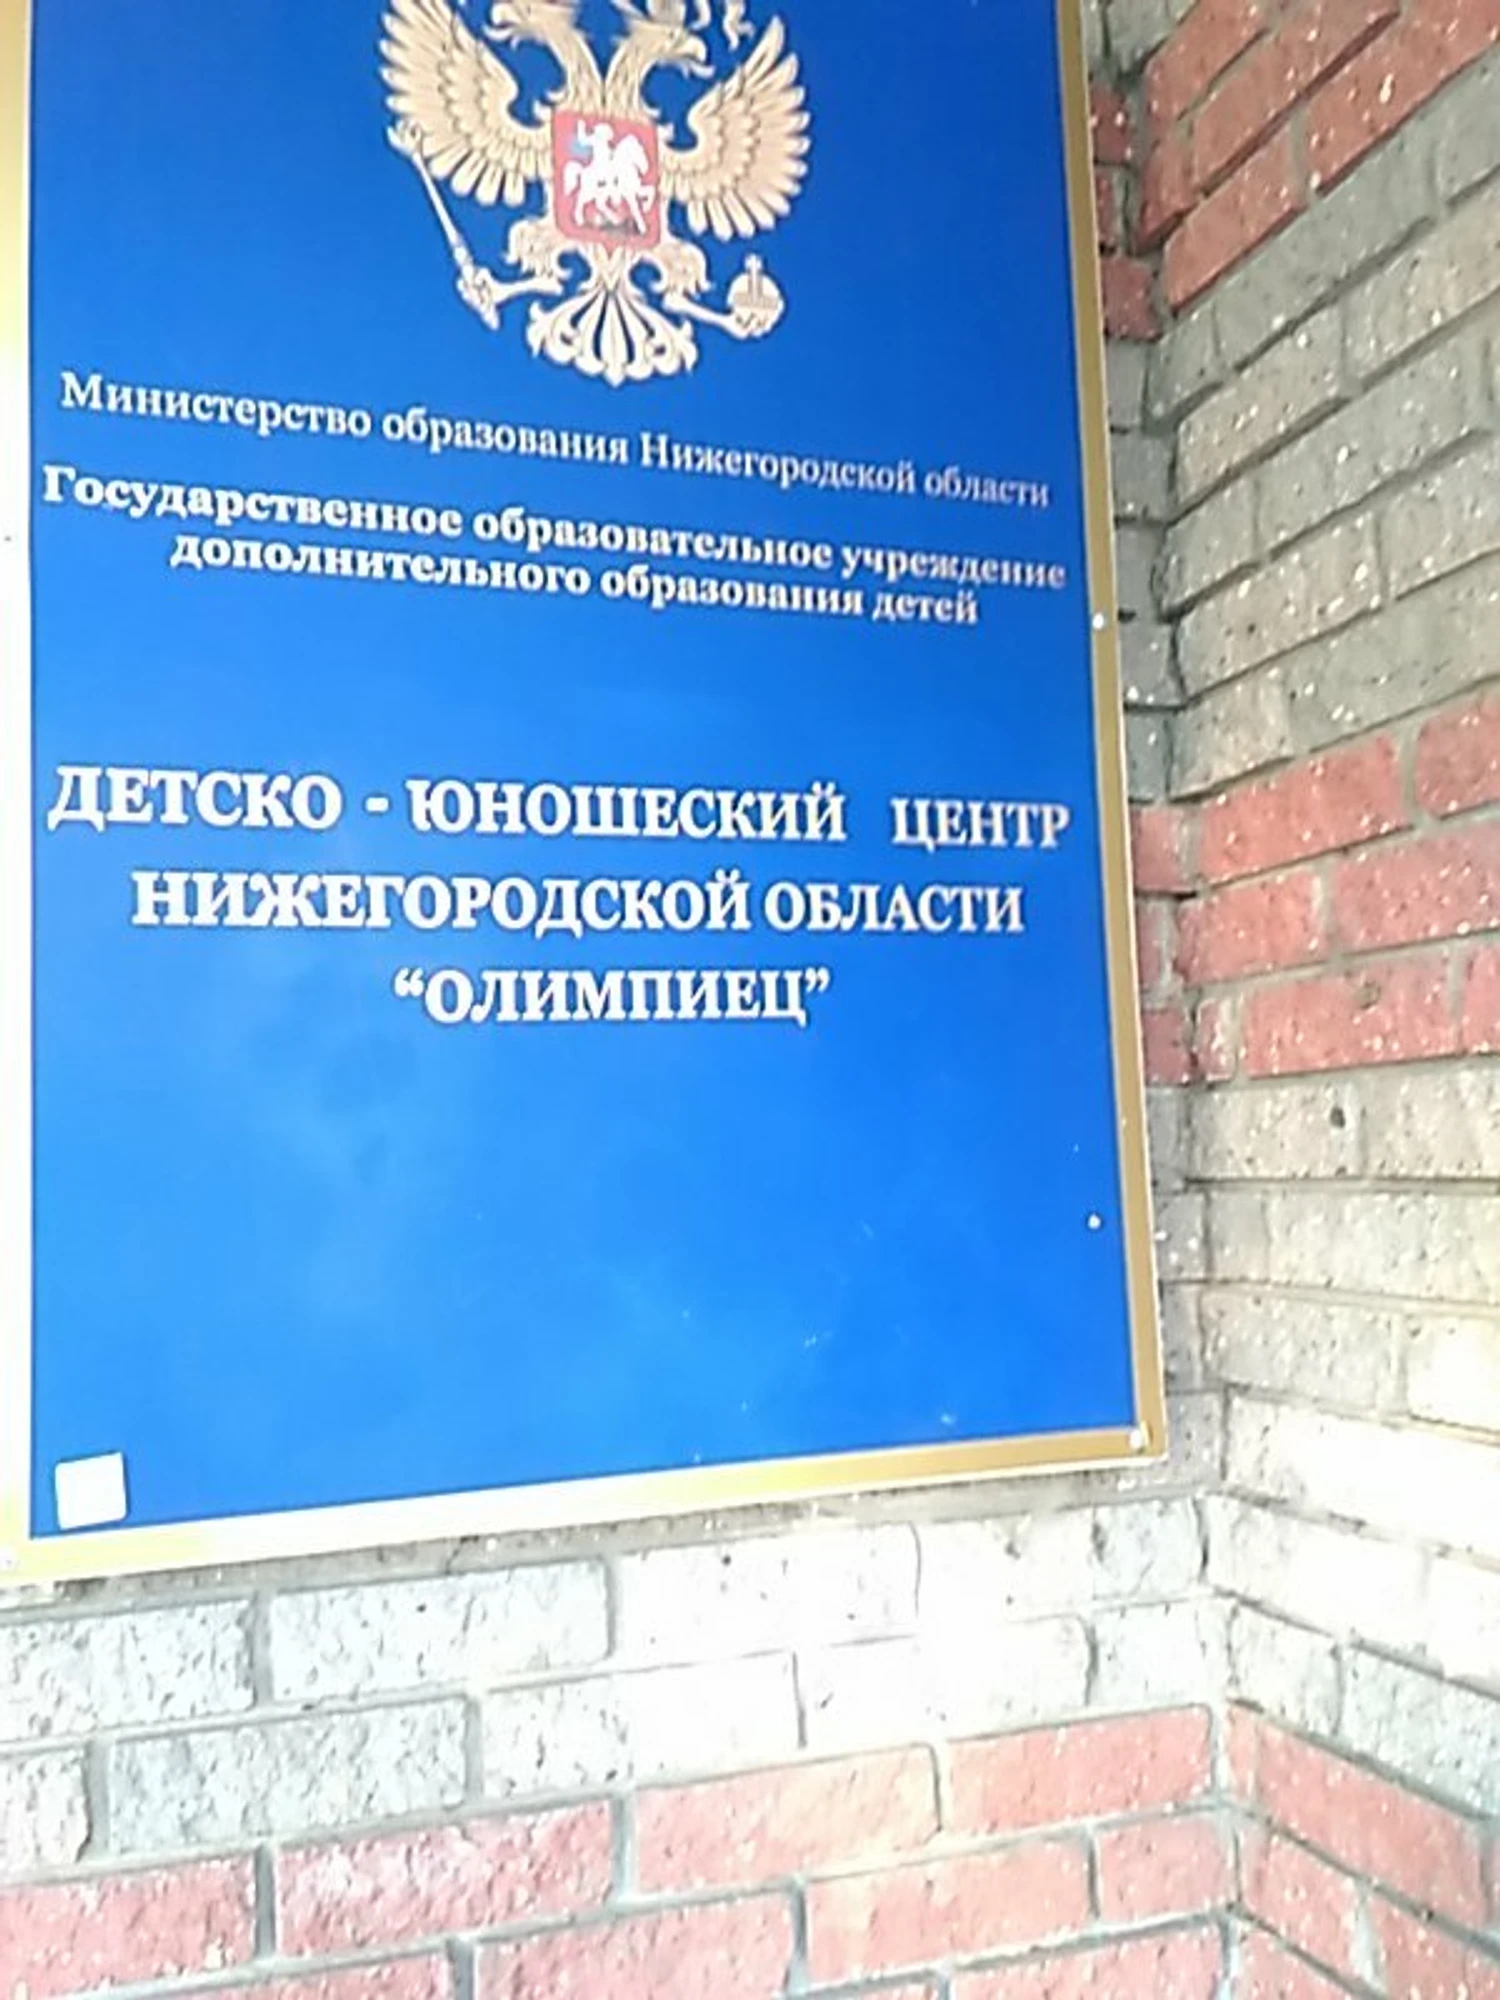 Министерство образования Нижегородской области
Государственное образовательное учреждение
дополнительного образования детей
ДЕТСКО - ЮНОШЕСКИЙ ЦЕНТР
НИЖЕГОРОДСКОЙ ОБЛАСТИ
“ОЛИМПИЕЦ”